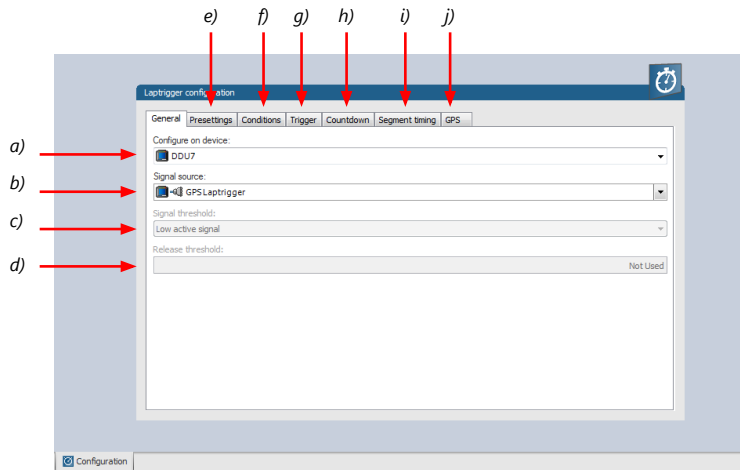 e) f) g) h) i) j)
Laptrigger configuration
General Presettings Conditions Trigger Countdown Segment timing GPS
Configure on device:
a) DDU7
Signal source:
b) GPS Laptrigger
Signal threshold:
c) Low active signal
Release threshold:
d) Not Used
Configuration